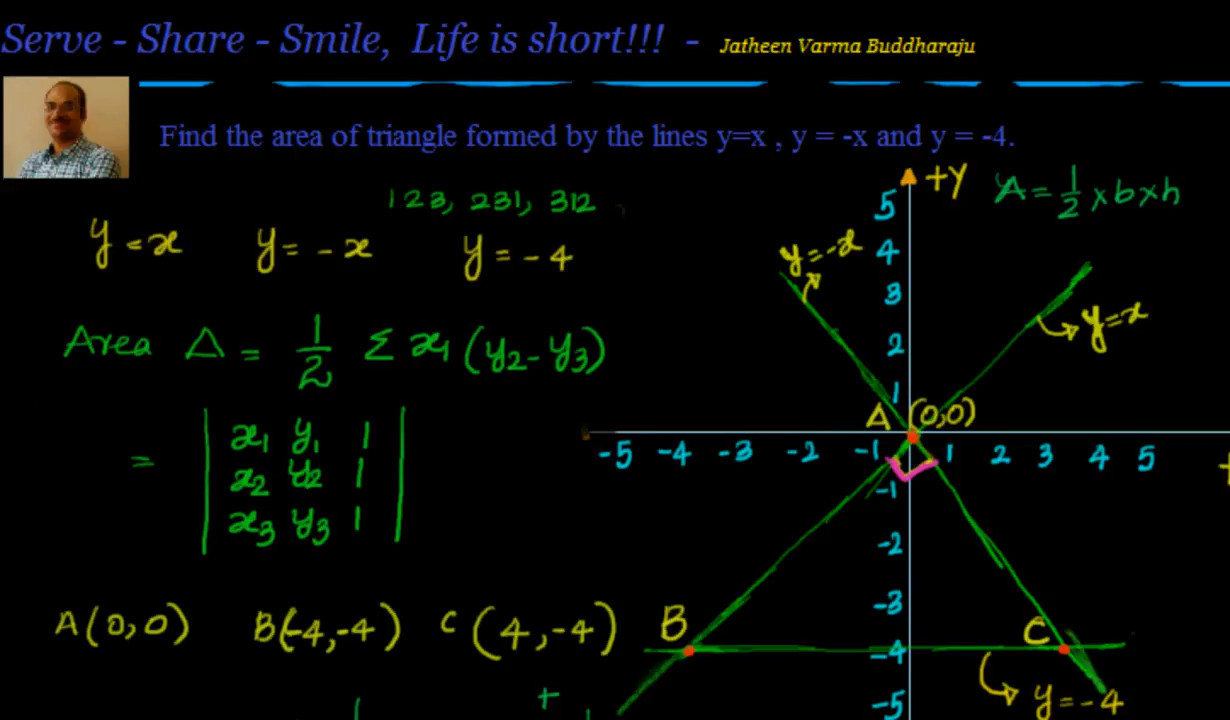 Serve - Share - Smile, Life is short!!! - Jatheen Varma Buddharaju
Find the area of triangle formed by the lines y=x , y = -x and y = -4.
123, 231, 312
y = x y = - x y = - 4
Area Δ = 1/2 Σ x1 (y2 - y3)
= | x1 y1 1 |
| x2 y2 1 |
| x3 y3 1 |
A(0,0) B(-4,-4) C(4,-4)
+
+Y
A = 1/2 × b × h
5
4
3
2
1
y=-x
y=x
A (0,0)
-5 -4 -3 -2 -1 1 2 3 4 5
-1
-2
-3
-4
-5
B
C
y = -4